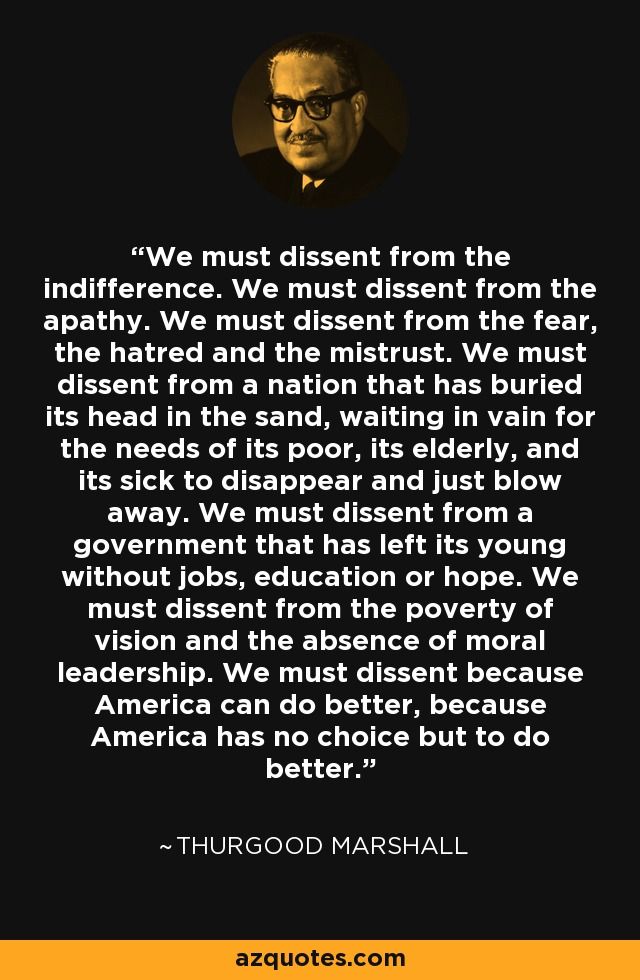 “We must dissent from the
indifference. We must dissent from the
apathy. We must dissent from the fear,
the hatred and the mistrust. We must
dissent from a nation that has buried
its head in the sand, waiting in vain for
the needs of its poor, its elderly, and
its sick to disappear and just blow
away. We must dissent from a
government that has left its young
without jobs, education or hope. We
must dissent from the poverty of
vision and the absence of moral
leadership. We must dissent because
America can do better, because
America has no choice but to do
better.”
~THURGOOD MARSHALL
azquotes.com